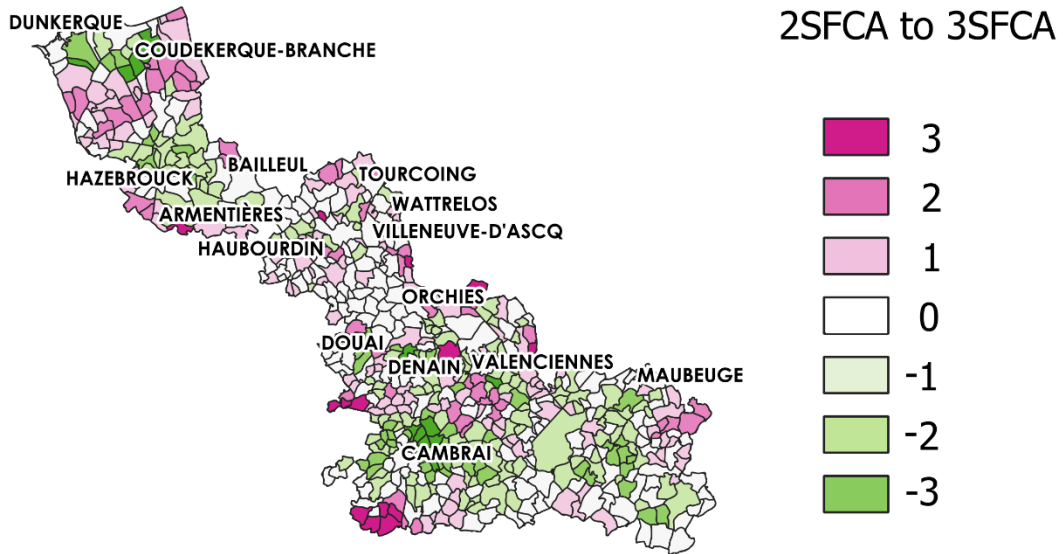 2SFCA to 3SFCA
DUNKERQUE
COUDEKERQUE-BRANCHE
BAILLEUL
TOURCOING
HAZEBROUCK
WATTRELOS
ARMENTIÈRES
VILLENEUVE-D'ASCQ
HAUBOURDIN
ORCHIES
DOUAI
DENAIN
VALENCIENNES
MAUBEUGE
CAMBRAI
3
2
1
0
-1
-2
-3